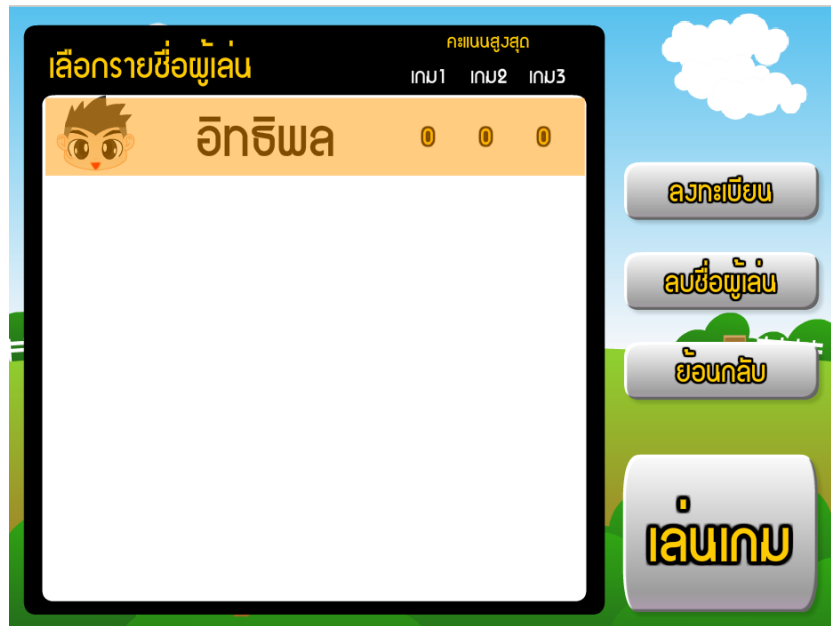 เลือกรายชื่อผู้เล่น
คะแนนสูงสุด
เกม1 เกม2 เกม3
อิทธิพล 0 0 0
ลงทะเบียน
ลบชื่อผู้เล่น
ย้อนกลับ
เล่นเกม